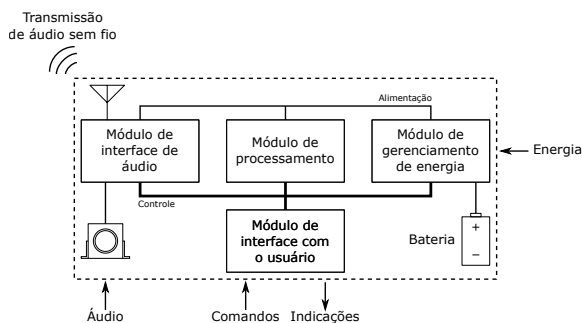 Transmissão
de áudio sem fio
Alimentação
Módulo de
interface de
áudio
Módulo de
processamento
Módulo de
gerenciamento
de energia
Energia
Controle
Módulo de
interface com
o usuário
Bateria
+
–
Áudio
Comandos
Indicações